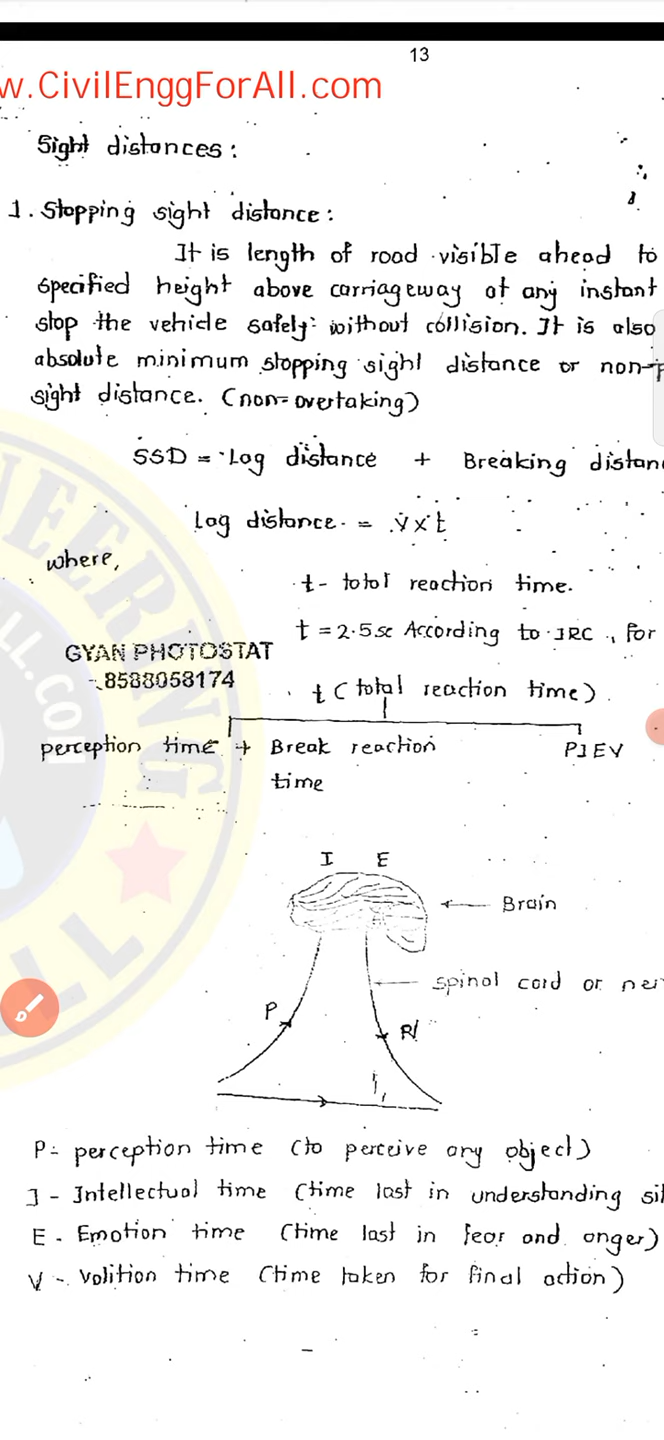 13
w.CivilEnggForAll.com
Sight distances:
1. Stopping sight distance:
It is length of road visible ahead to
specified height above carriageway at any instant
stop the vehicle safely without collision. It is also
absolute minimum stopping sight distance or non-p
sight distance. (non-overtaking)
SSD = Lag distance + Breaking distan
Lag distance = v x t
where,
t - total reaction time.
t = 2.5 sc According to IRC, for
GYAN PHOTOSTAT
8588058174
t (total reaction time)
perception time + Break reaction PIEV
time
I E
Brain
spinal cord or ner
P
R/
P = perception time (to perceive any object)
I - Intellectual time (time last in understanding sit
E - Emotion time (time last in fear and anger)
V - Volition time (time taken for final action)